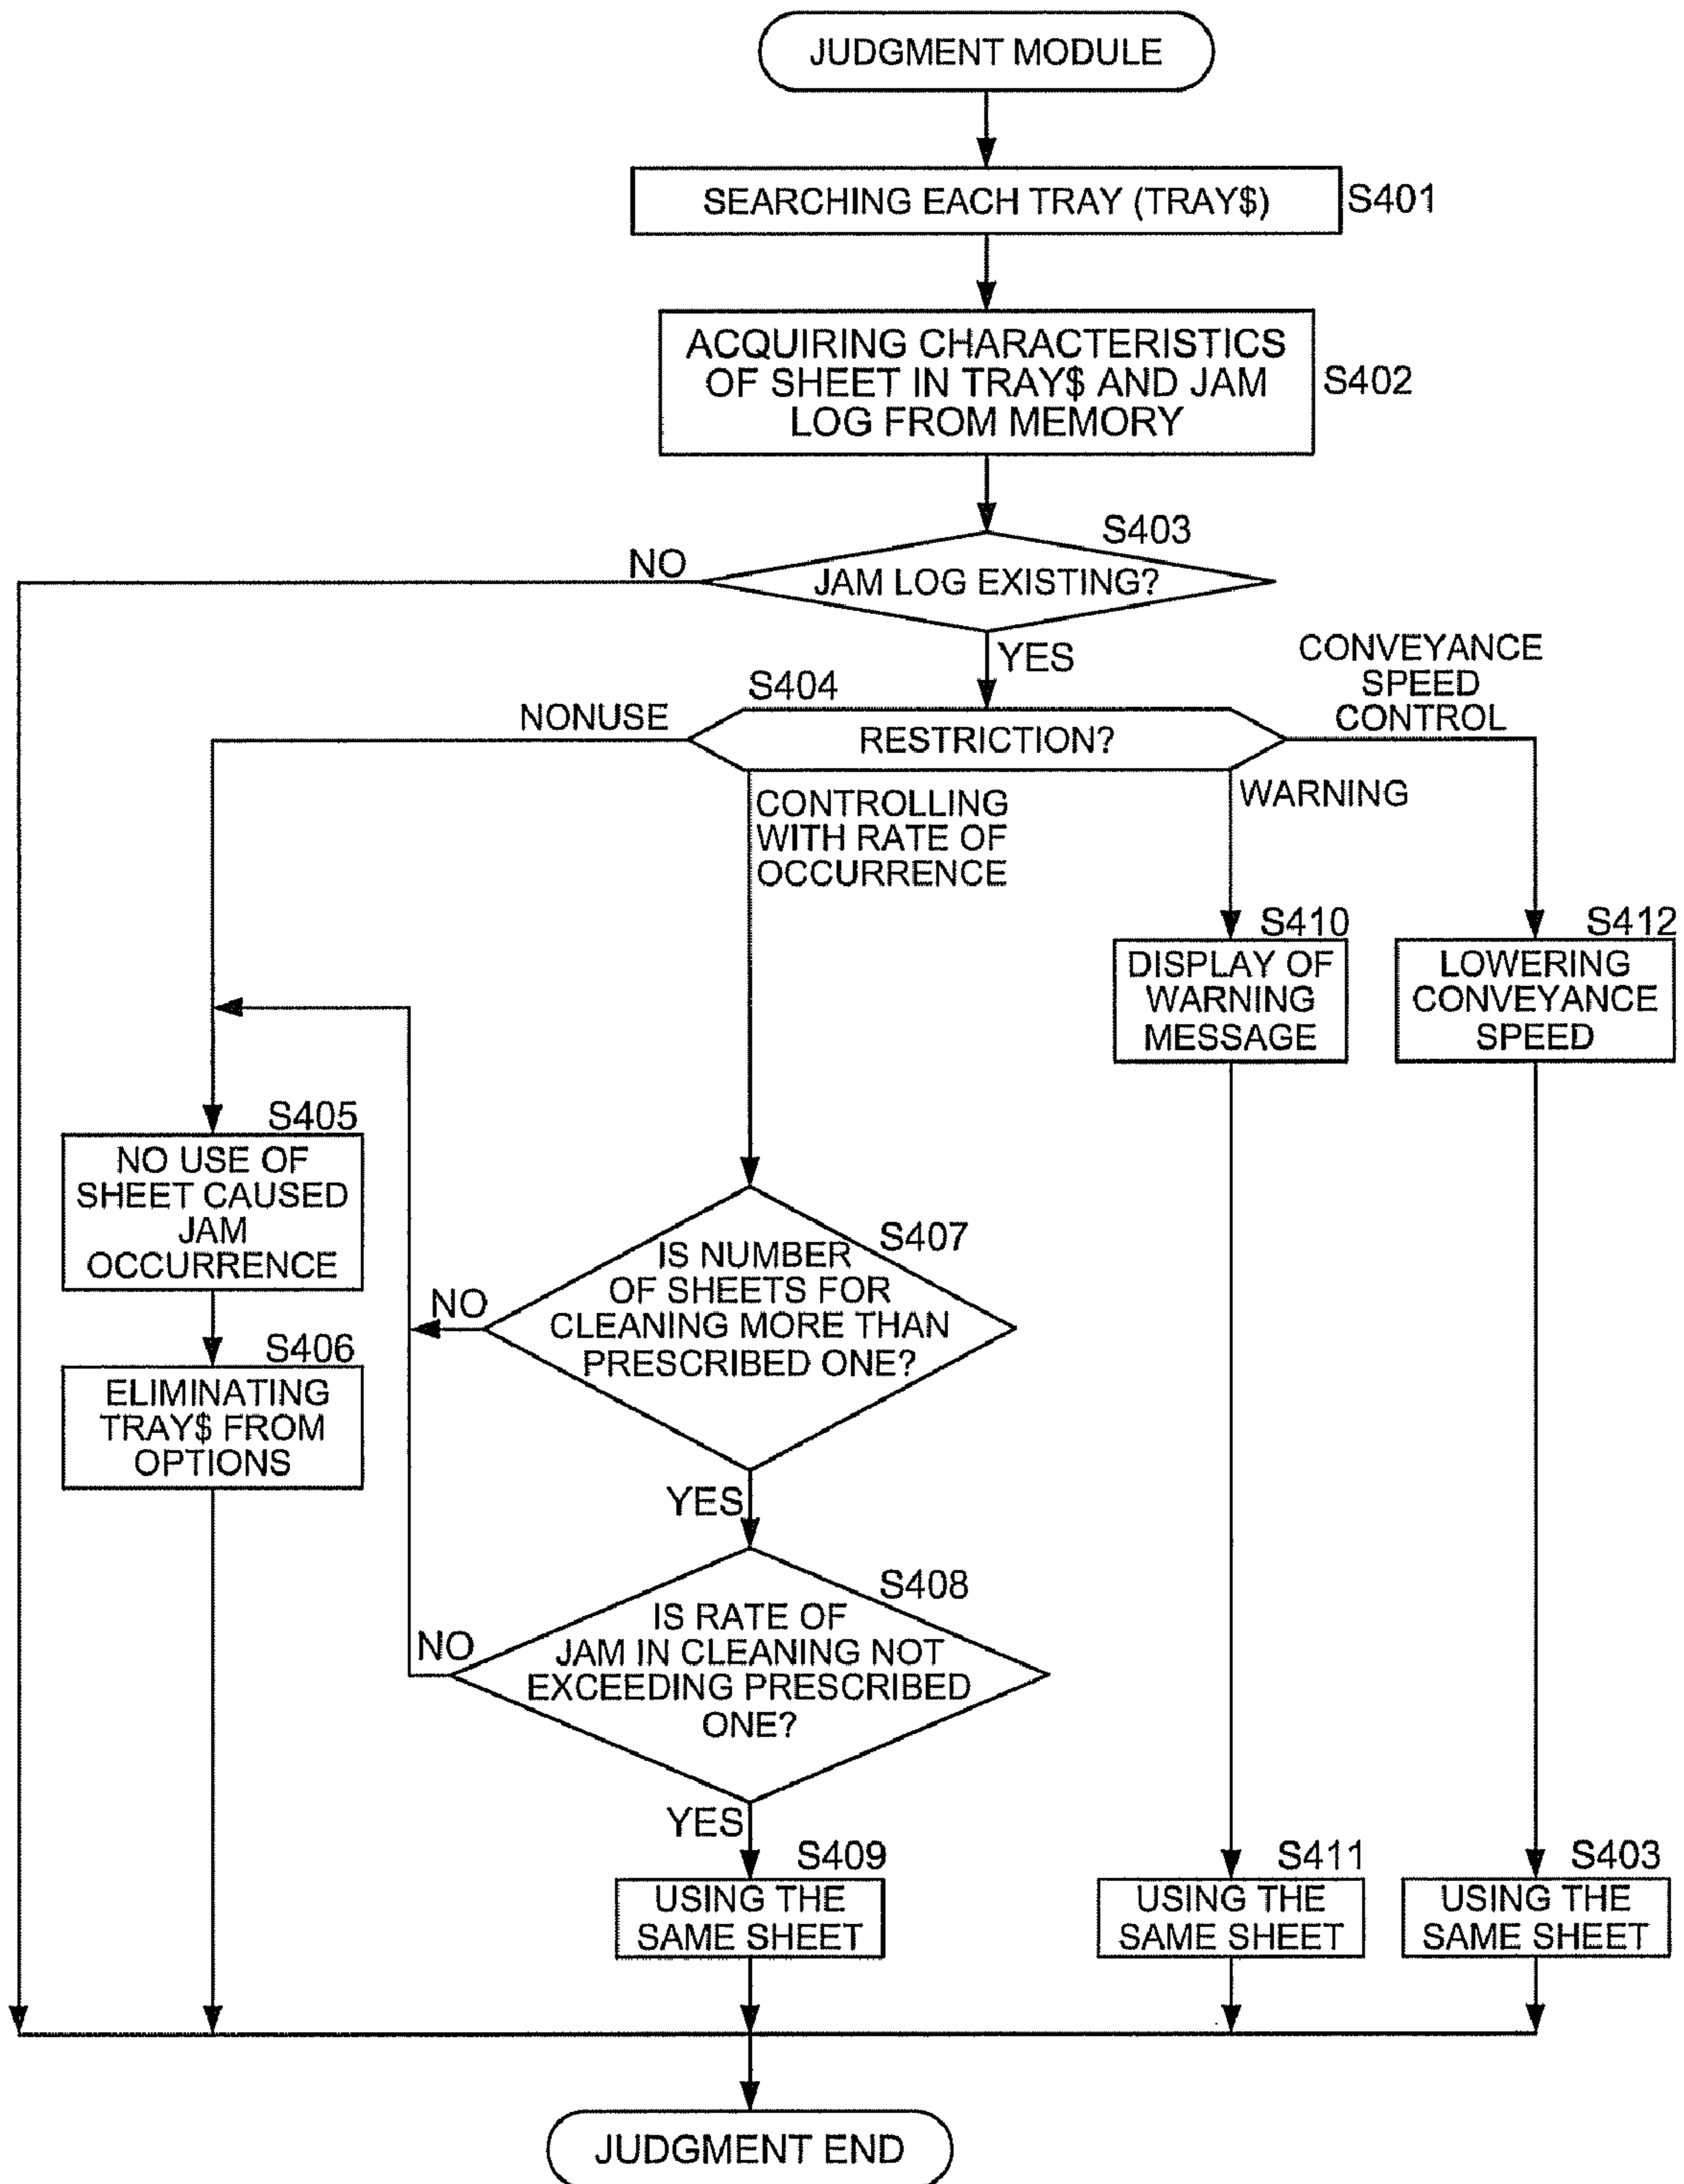 JUDGMENT MODULE
SEARCHING EACH TRAY (TRAY$)
S401
ACQUIRING CHARACTERISTICS
OF SHEET IN TRAY$ AND JAM
LOG FROM MEMORY
S402
S403
NO
JAM LOG EXISTING?
YES
CONVEYANCE
SPEED
CONTROL
S404
NONUSE
RESTRICTION?
CONTROLLING
WITH RATE OF
OCCURRENCE
WARNING
S410
DISPLAY OF
WARNING
MESSAGE
S412
LOWERING
CONVEYANCE
SPEED
S405
NO USE OF
SHEET CAUSED
JAM
OCCURRENCE
S407
IS NUMBER
OF SHEETS FOR
CLEANING MORE THAN
PRESCRIBED ONE?
NO
S406
ELIMINATING
TRAY$ FROM
OPTIONS
YES
S408
IS RATE OF
JAM IN CLEANING NOT
EXCEEDING PRESCRIBED
ONE?
NO
YES
S409
USING THE
SAME SHEET
S411
USING THE
SAME SHEET
S403
USING THE
SAME SHEET
JUDGMENT END